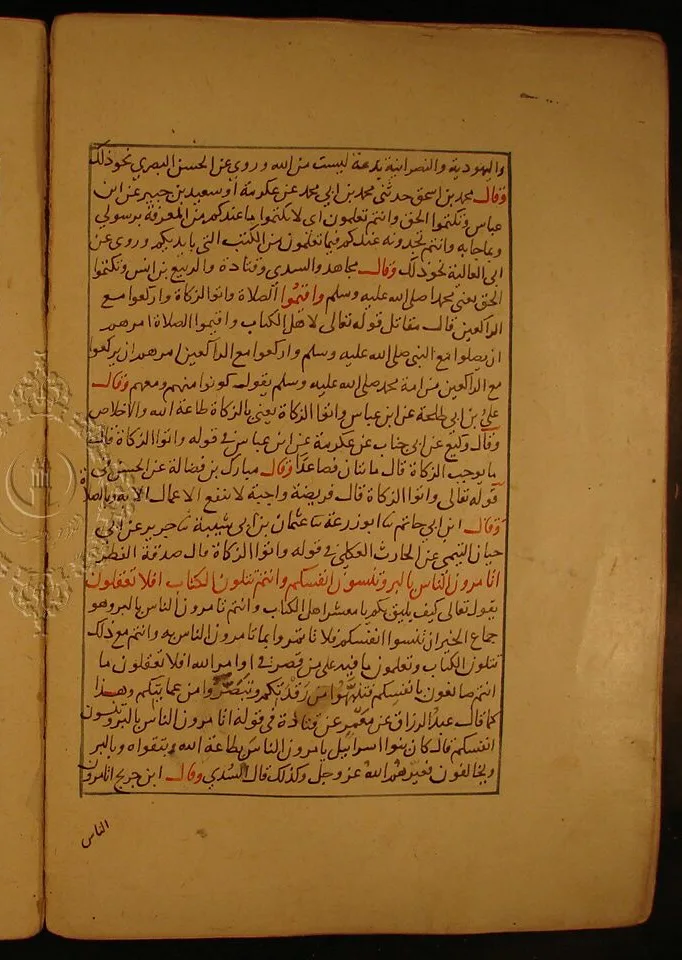 واليهودية والنصرانية بدعة ليست من الله وروي عن الحسن البصري نحو ذلك
وقال محمد بن اسحق حدثني محمد بن ابي محمد عن عكرمة او سعيد بن جبير عن ابن
عباس وتكتموا الحق وانتم تعلمون اي لا تكتموا ما عندكم من المعرفة برسولي
وبما جا به وانتم تجدونه عندكم فيما تعلمون من الكتب التي بايديكم وروي عن
ابي العالية نحو ذلك وقال مجاهد والسدي وقتادة والربيع بن انس وتكتموا
الحق يعني محمدا صلى الله عليه وسلم واقيموا الصلاة واتوا الزكاة واركعوا مع
الراكعين قال مقاتل قوله تعالى لاهل الكتاب واقيموا الصلاة امرهم
ان يصلوا مع النبي صلى الله عليه وسلم واركعوا مع الراكعين امرهم ان يركعوا
مع الراكعين من امة محمد صلى الله عليه وسلم يقول كونوا منهم ومعهم وقال
علي بن ابي طلحة عن ابن عباس واتوا الزكاة يعني بالزكاة طاعة الله والاخلاص
وقال وكيع عن ابي جناب عن عكرمة عن ابن عباس في قوله واتوا الزكاة قال
ما يوجب الزكاة قال مائتان فصاعدا وقال مبارك بن فضالة عن الحسن في
قوله تعالى واتوا الزكاة قال فريضة واجبة لا تنفع الاعمال الا به وبالصلاة
وقال ابن ابي حاتم ثنا ابو زرعة ثنا عثمان بن ابي شيبة ثنا جرير عن ابي
حيان التيمي عن الحارث العكلي في قوله واتوا الزكاة قال صدقة الفطر
اتامرون الناس بالبر وتنسون انفسكم وانتم تتلون الكتاب افلا تعقلون
يقول تعالى كيف يليق بكم يا معشر اهل الكتاب وانتم تامرون الناس بالبر وهو
جماع الخير ان تنسوا انفسكم فلا تاتمروا بما تامرون الناس به وانتم مع ذلك
تتلون الكتاب وتعلمون ما فيه على من قصر في اوامر الله افلا تعقلون ما
انتم صانعون بانفسكم فتنتبهوا من رقدتكم وتتبصروا من عمايتكم وهذا
كما قال عبد الرزاق عن معمر عن قتادة في قوله اتامرون الناس بالبر وتنسون
انفسكم قال كان بنوا اسرائيل يامرون الناس بطاعة الله وبتقواه وبالبر
ويخالفون فعيرهم الله عز وجل وكذلك قال السدي وقال ابن جريج اتامرون
الناس